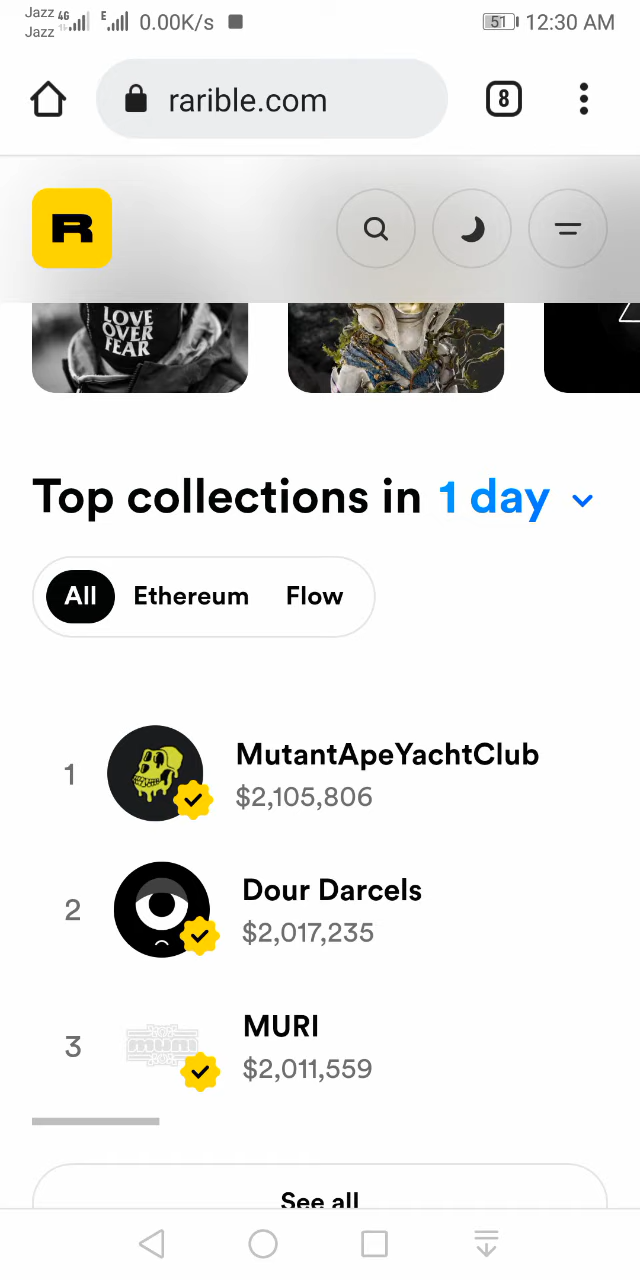 Jazz 4G E 0.00K/s 51 12:30 AM
Jazz
rarible.com 8
R
LOVE
OVER
FEAR
Top collections in 1 day
All Ethereum Flow
1 MutantApeYachtClub
$2,105,806
2 Dour Darcels
$2,017,235
3 MURI
muri
$2,011,559
See all